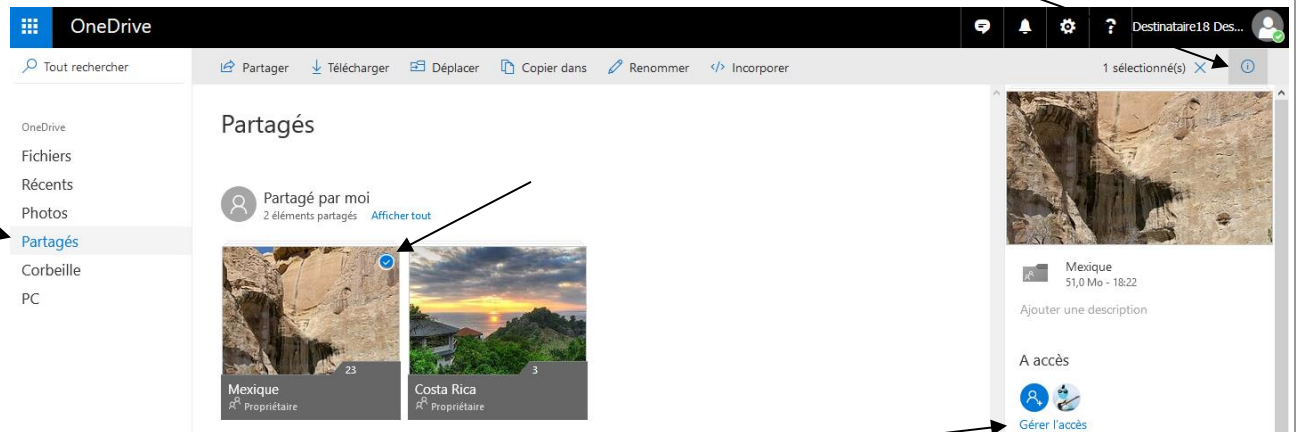 OneDrive
Destinataire18 Des...
Tout rechercher
Partager
Télécharger
Déplacer
Copier dans
Renommer
Incorporer
1 sélectionné(s)
OneDrive
Fichiers
Récents
Photos
Partagés
Corbeille
PC
Partagés
Partagé par moi
2 éléments partagés Afficher tout
23
Mexique
Propriétaire
3
Costa Rica
Propriétaire
Mexique
51,0 Mo - 18:22
Ajouter une description
A accès
Gérer l'accès